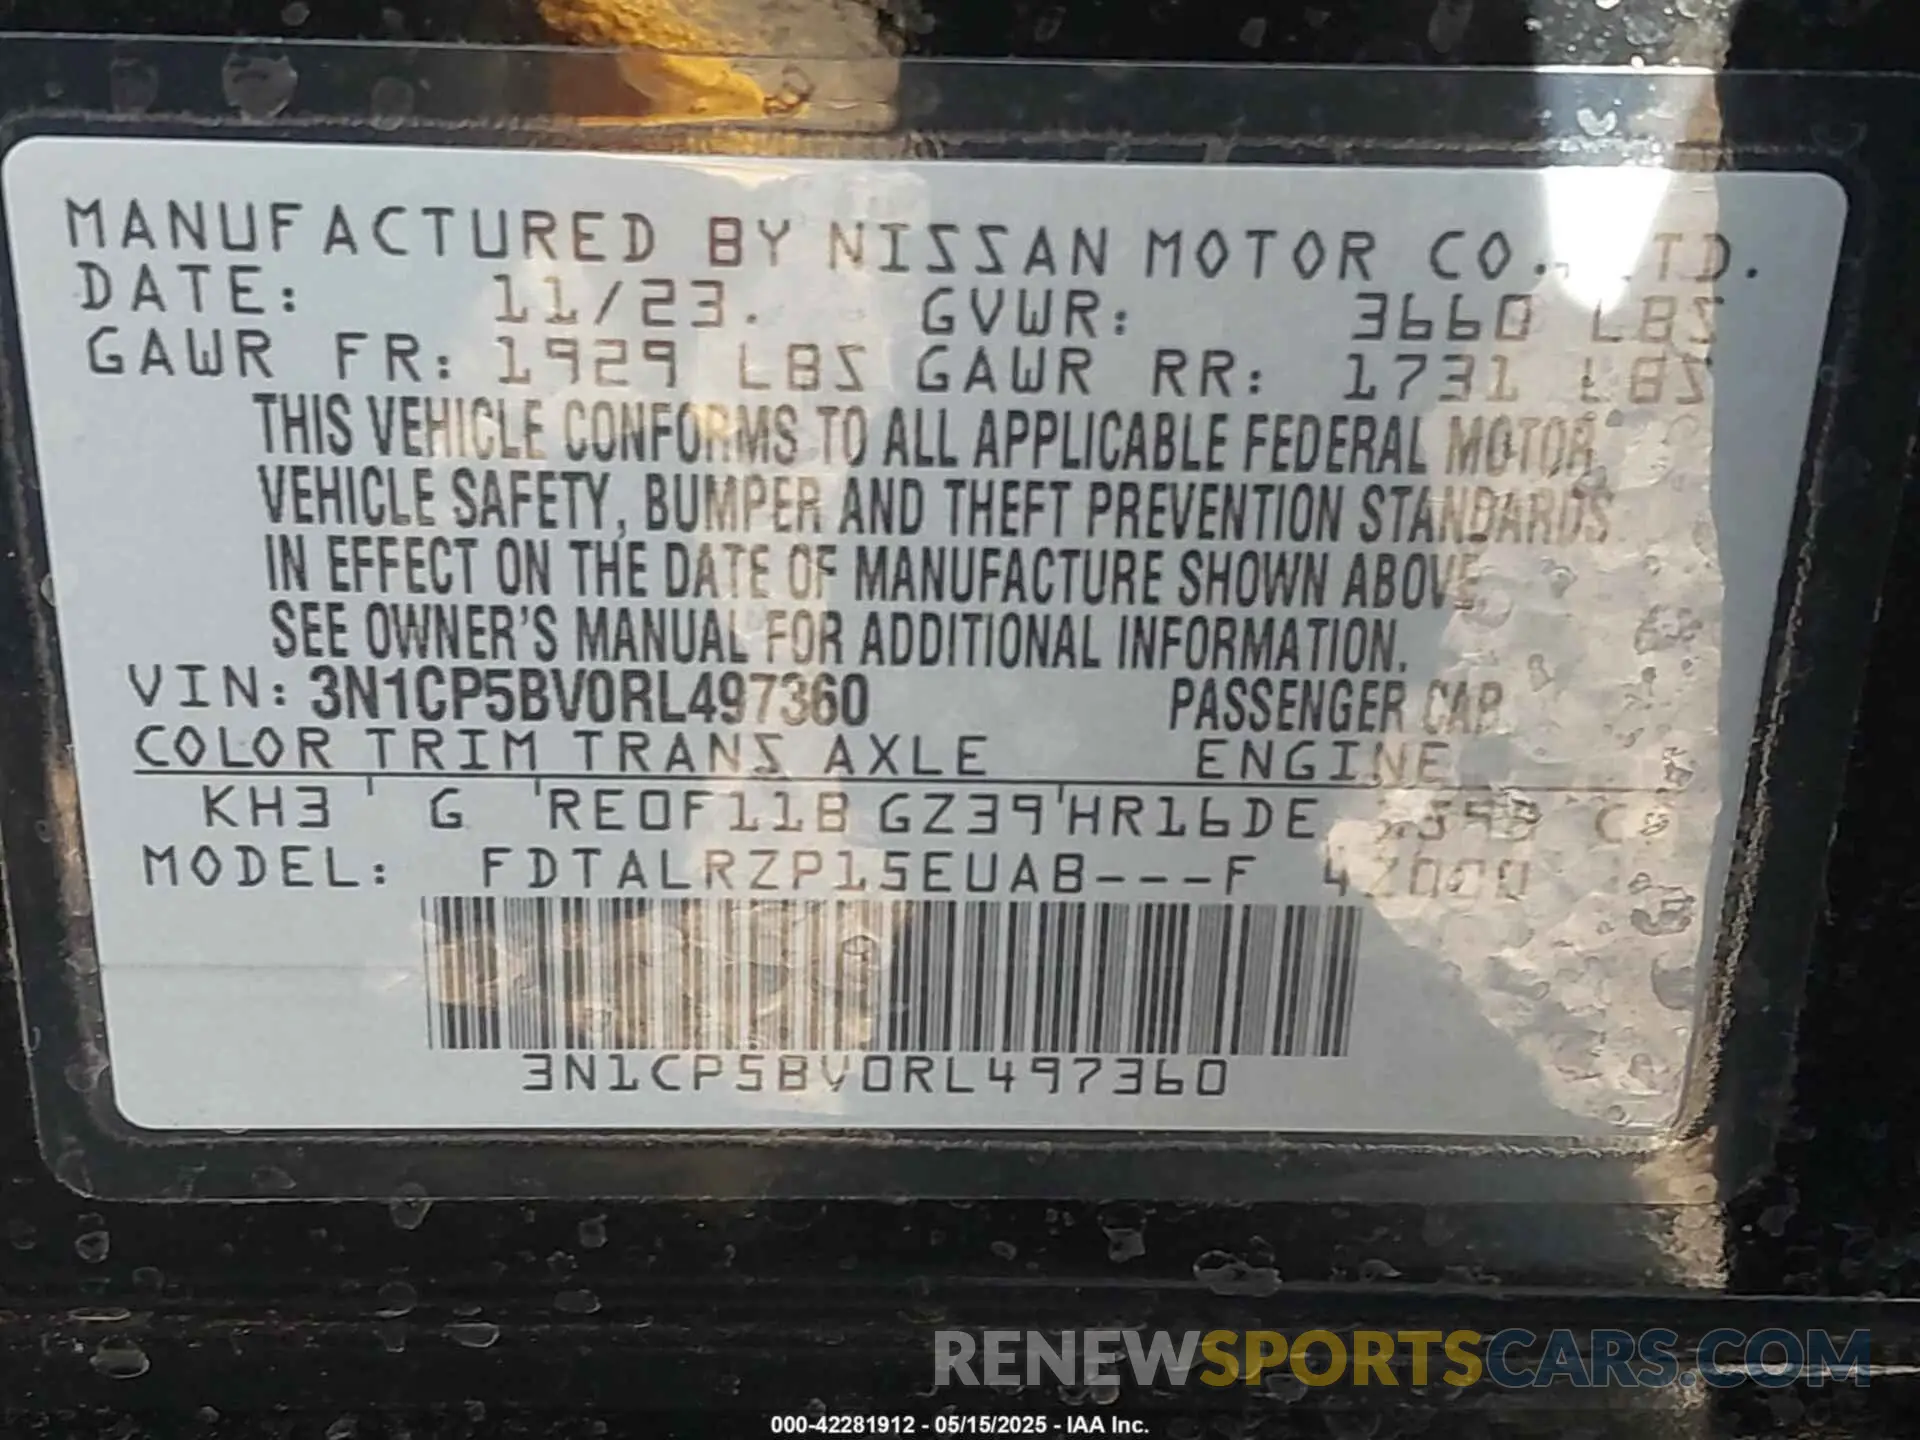 MANUFACTURED BY NISSAN MOTOR CO., LTD.
DATE: 11/23. GVWR: 3660 LBS
GAWR FR: 1929 LBS GAWR RR: 1731 LBS
THIS VEHICLE CONFORMS TO ALL APPLICABLE FEDERAL MOTOR
VEHICLE SAFETY, BUMPER AND THEFT PREVENTION STANDARDS
IN EFFECT ON THE DATE OF MANUFACTURE SHOWN ABOVE.
SEE OWNER'S MANUAL FOR ADDITIONAL INFORMATION.
VIN: 3N1CP5BV0RL497360 PASSENGER CAR
COLOR TRIM TRANS AXLE ENGINE
KH3 ' G 'RE0F11B GZ39'HR16DE
MODEL: FDTALRZP15EUAB---F
3N1CP5BV0RL497360
RENEWSPORTSCARS.COM
000-42281912 - 05/15/2025 - IAA Inc.